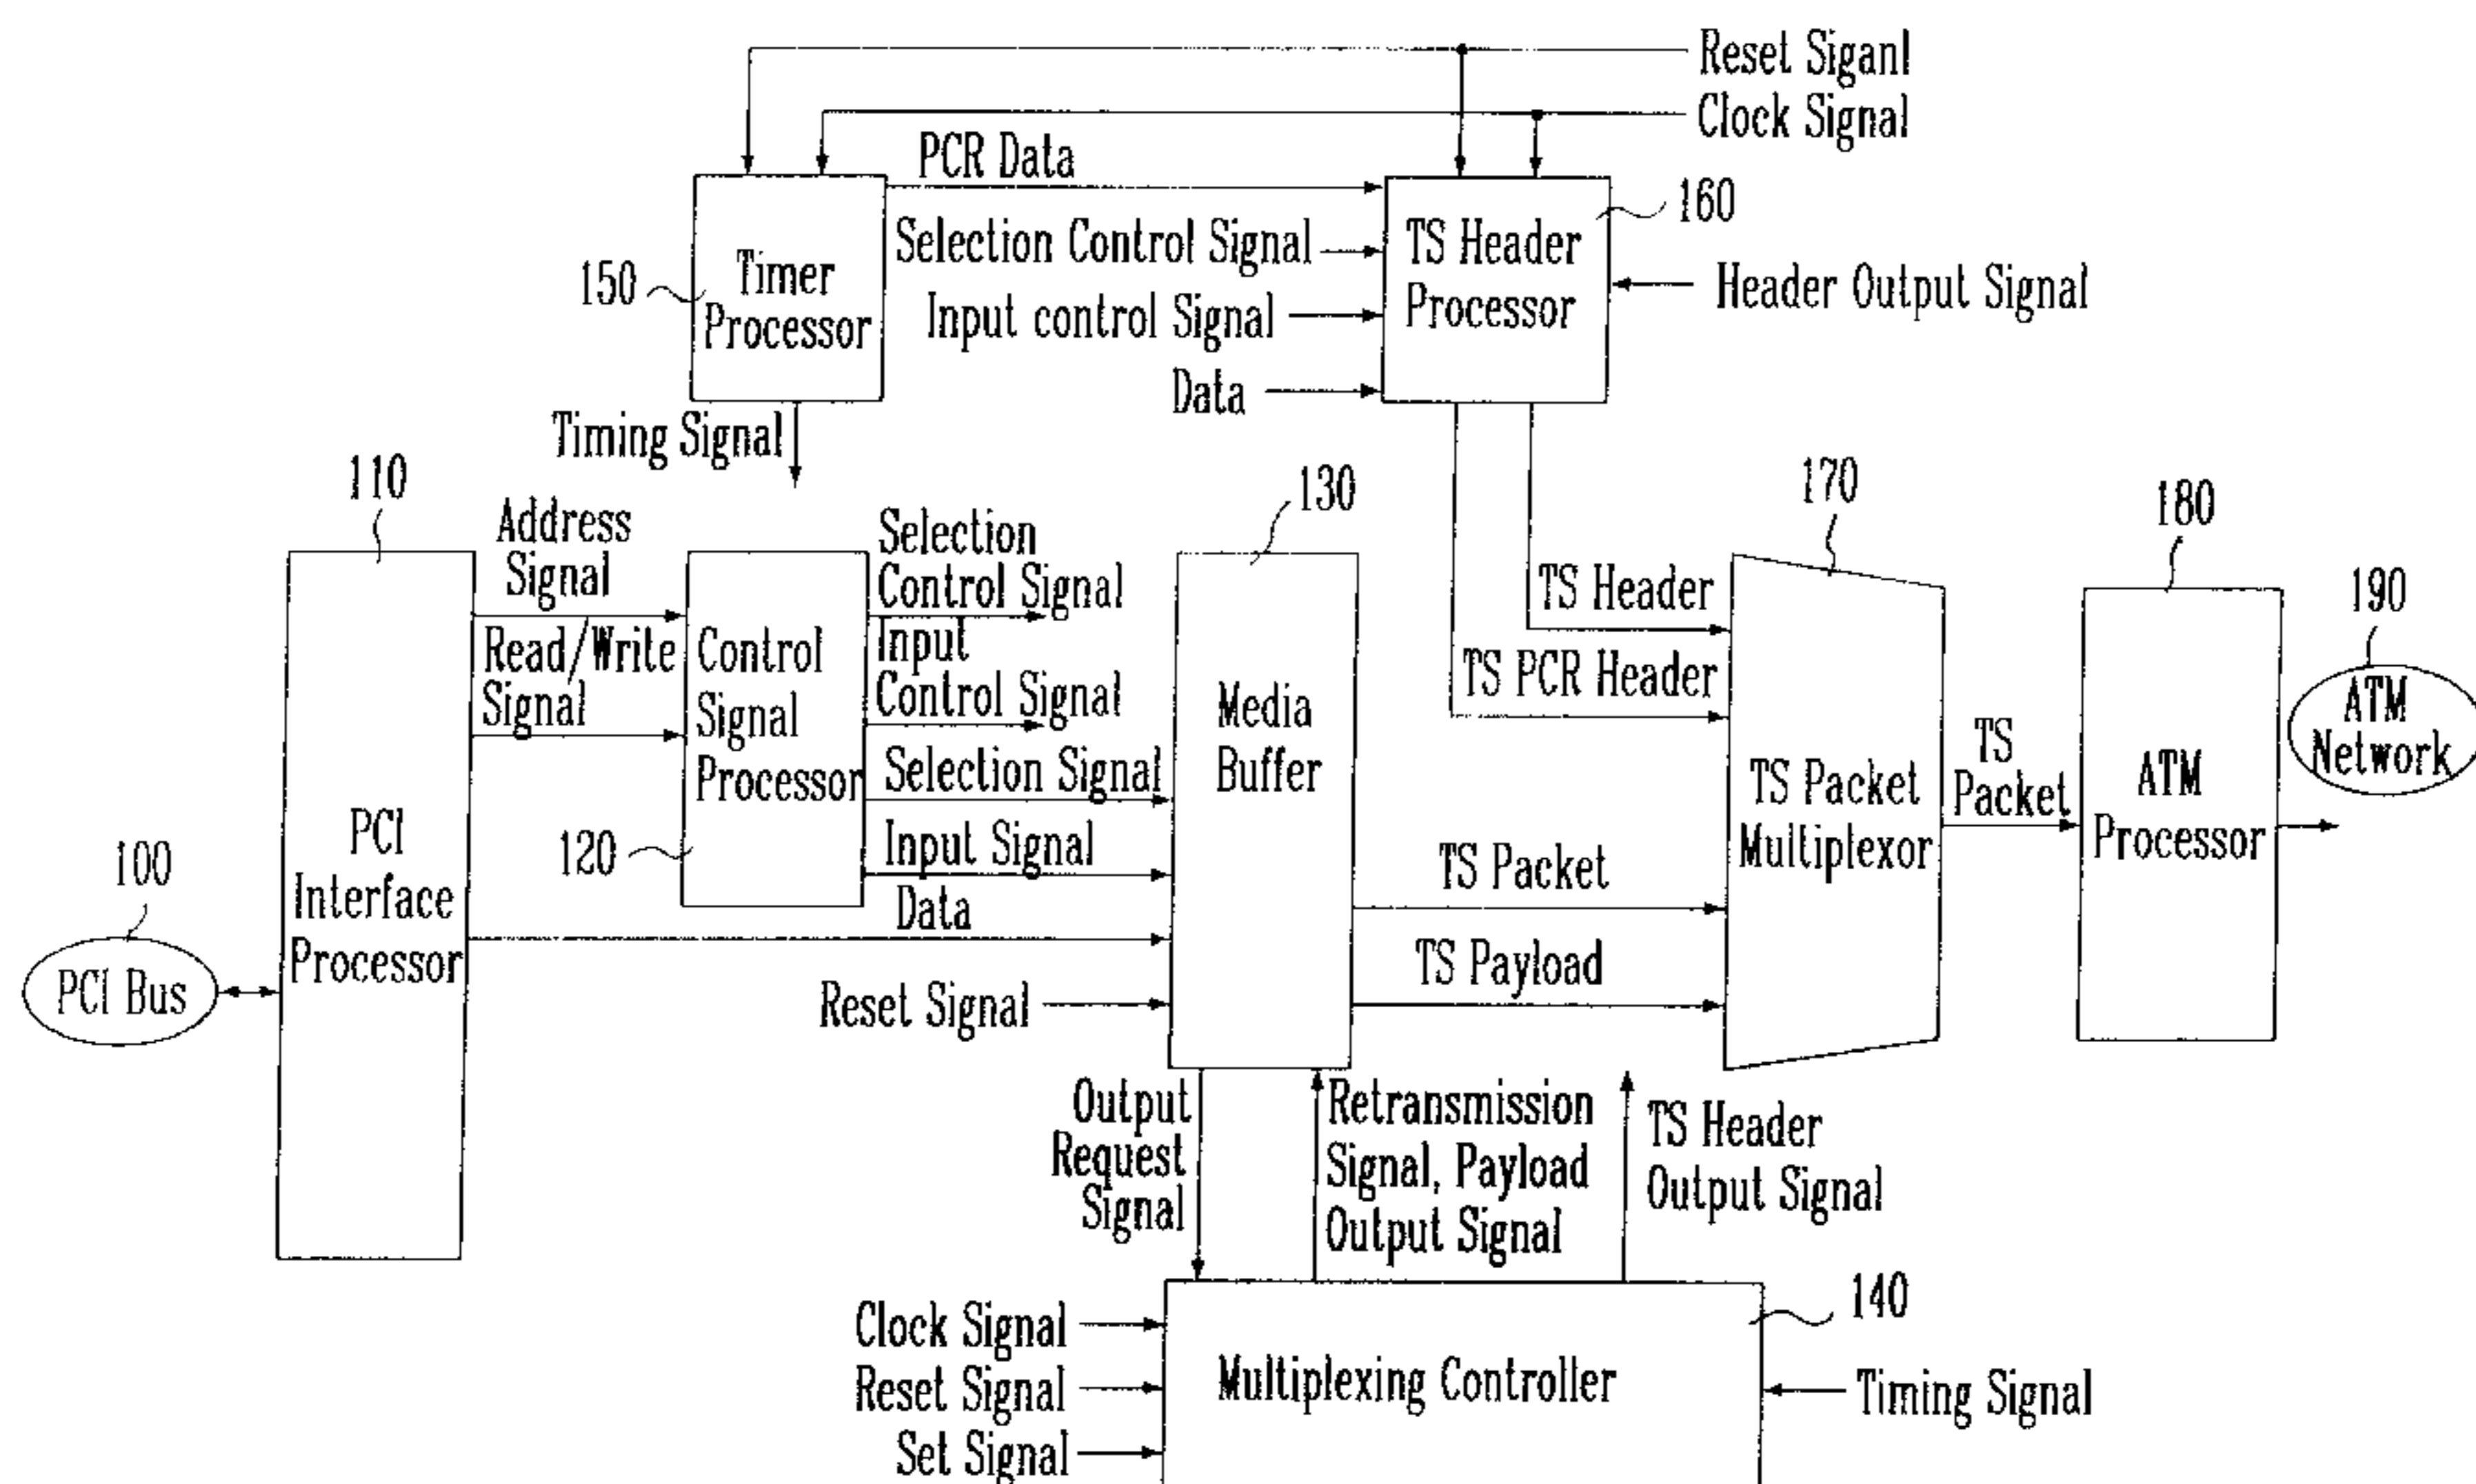 Reset Siganl
Clock Signal
PCR Data
160
Selection Control Signal
TS Header
Processor
150
Timer
Processor
Header Output Signal
Input control Signal
Data
Timing Signal
110
Address
Signal
Read/Write
Signal
Control
Signal
Processor
120
Selection
Control Signal
Input
Control Signal
Selection Signal
Input Signal
Data
130
Media
Buffer
TS Header
TS PCR Header
170
180
190
ATM
Network
TS Packet
Multiplexor
TS
Packet
ATM
Processor
100
PCI Bus
PCI
Interface
Processor
TS Packet
TS Payload
Reset Signal
Output
Request
Signal
Retransmission
Signal, Payload
Output Signal
TS Header
Output Signal
140
Clock Signal
Reset Signal
Set Signal
Multiplexing Controller
Timing Signal